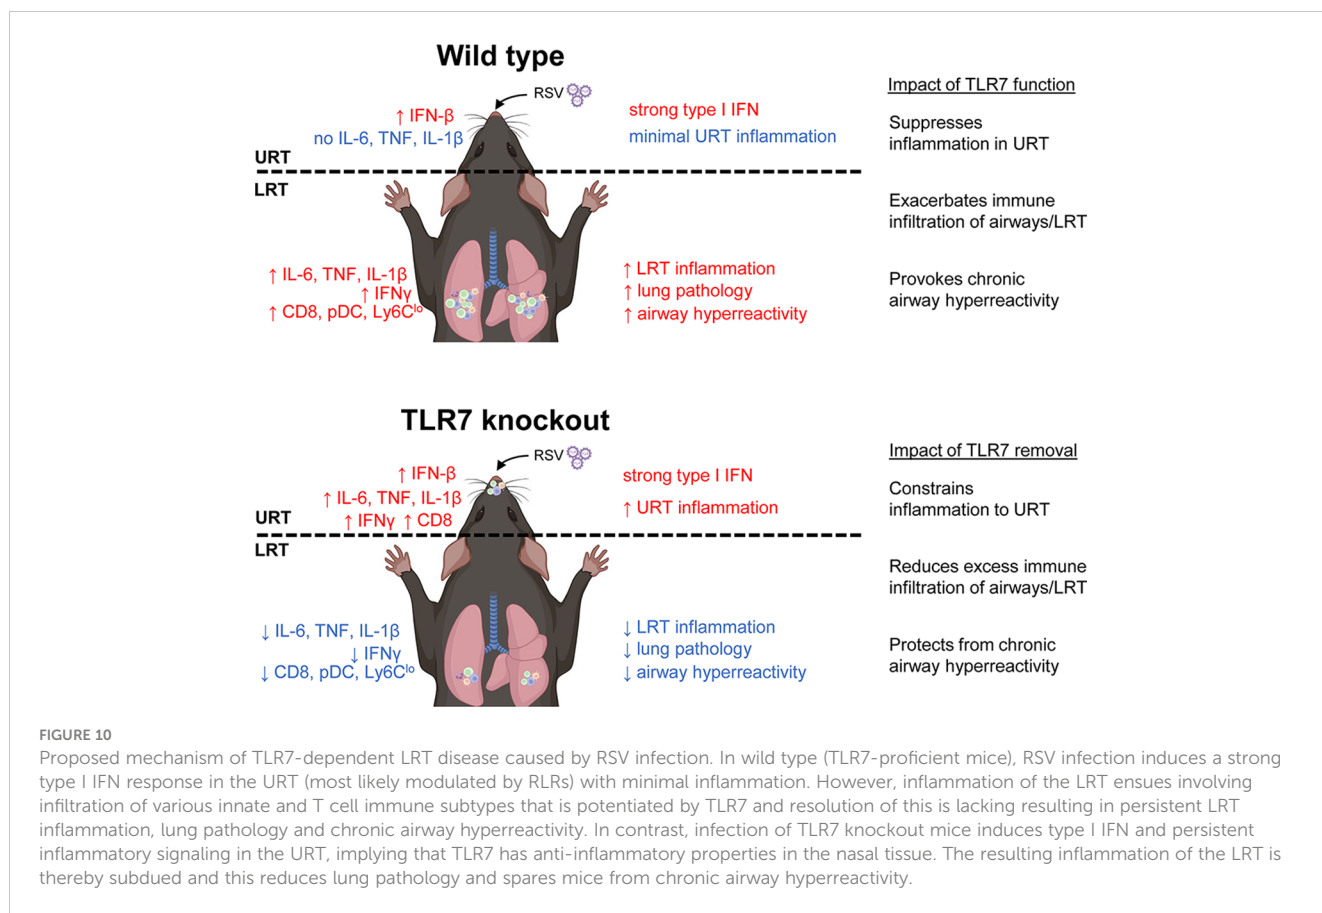 Wild type
RSV
↑ IFN-β
no IL-6, TNF, IL-1β
strong type I IFN
minimal URT inflammation
URT
LRT
↑ IL-6, TNF, IL-1β
↑ IFNγ
↑ CD8, pDC, Ly6Clo
↑ LRT inflammation
↑ lung pathology
↑ airway hyperreactivity
Impact of TLR7 function
Suppresses
inflammation in URT
Exacerbates immune
infiltration of airways/LRT
Provokes chronic
airway hyperreactivity
TLR7 knockout
RSV
↑ IFN-β
↑ IL-6, TNF, IL-1β
↑ IFNγ ↑ CD8
strong type I IFN
↑ URT inflammation
URT
LRT
↓ IL-6, TNF, IL-1β
↓ IFNγ
↓ CD8, pDC, Ly6Clo
↓ LRT inflammation
↓ lung pathology
↓ airway hyperreactivity
Impact of TLR7 removal
Constrains
inflammation to URT
Reduces excess immune
infiltration of airways/LRT
Protects from chronic
airway hyperreactivity
FIGURE 10
Proposed mechanism of TLR7-dependent LRT disease caused by RSV infection. In wild type (TLR7-proficient mice), RSV infection induces a strong
type I IFN response in the URT (most likely modulated by RLRs) with minimal inflammation. However, inflammation of the LRT ensues involving
infiltration of various innate and T cell immune subtypes that is potentiated by TLR7 and resolution of this is lacking resulting in persistent LRT
inflammation, lung pathology and chronic airway hyperreactivity. In contrast, infection of TLR7 knockout mice induces type I IFN and persistent
inflammatory signaling in the URT, implying that TLR7 has anti-inflammatory properties in the nasal tissue. The resulting inflammation of the LRT is
thereby subdued and this reduces lung pathology and spares mice from chronic airway hyperreactivity.